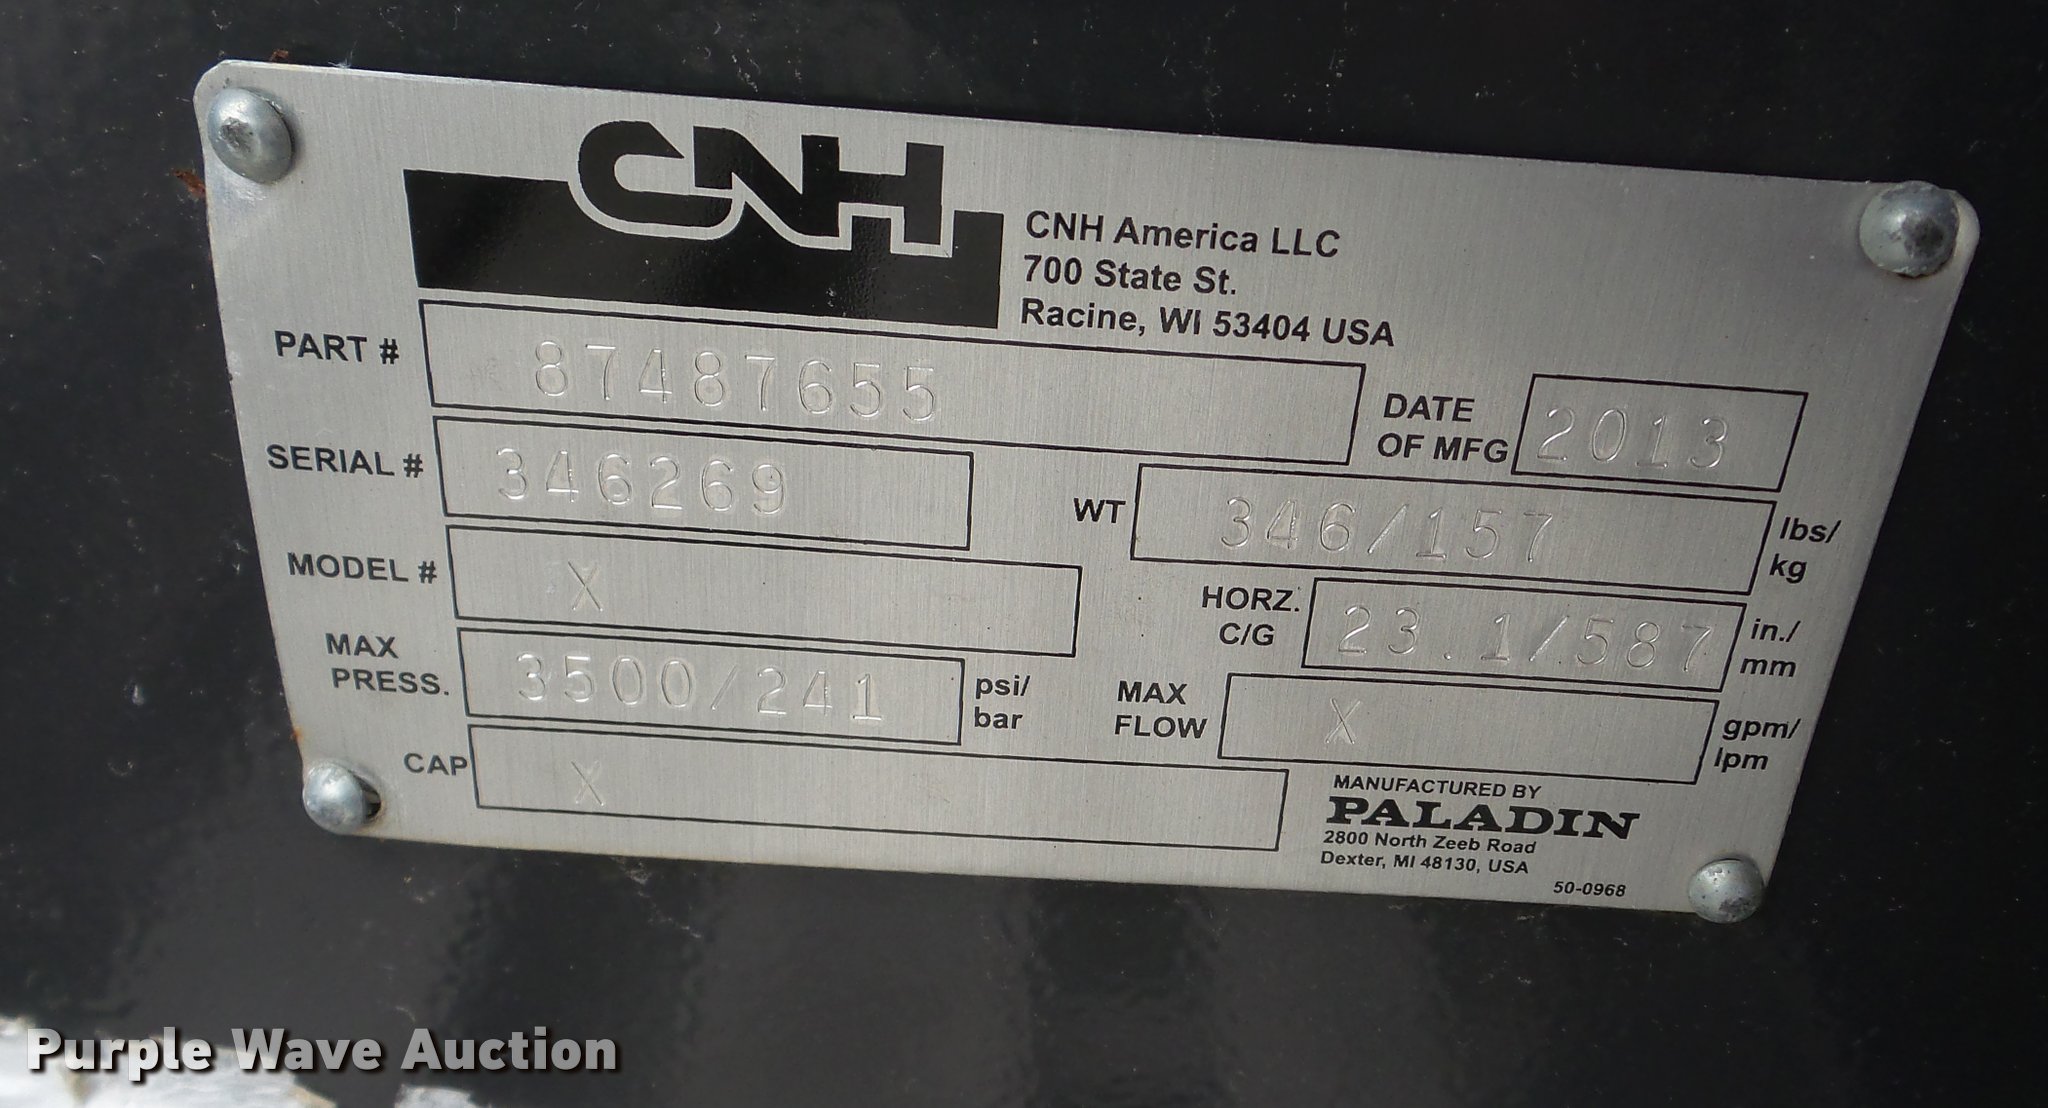 CNH
CNH America LLC
700 State St.
Racine, WI 53404 USA
PART # 87487655
DATE OF MFG 2013
SERIAL # 346269
WT 346/157 lbs/ kg
MODEL # X
HORZ. C/G 23.1/587 in./ mm
MAX PRESS. 3500/241 psi/ bar
MAX FLOW X gpm/ lpm
CAP X
MANUFACTURED BY
PALADIN
2800 North Zeeb Road
Dexter, MI 48130, USA
50-0968
Purple Wave Auction